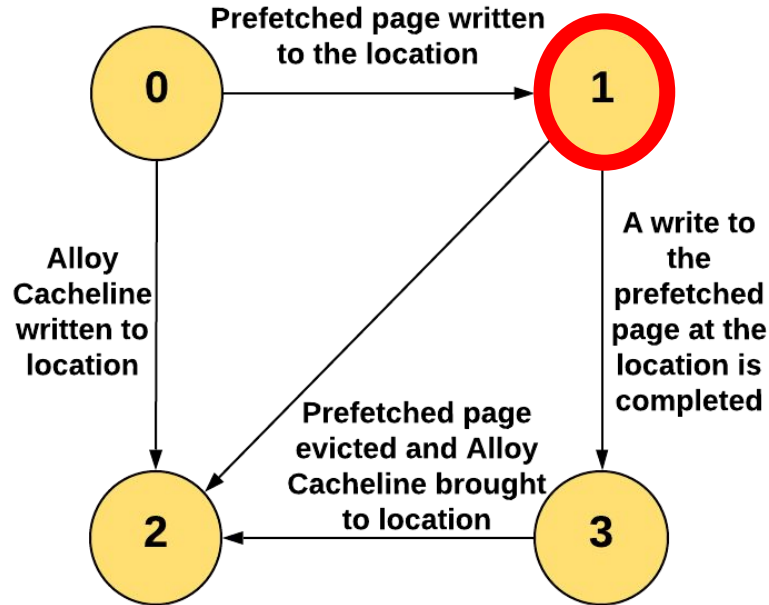 Prefetched page written
to the location
0
1
Alloy
Cacheline
written to
location
A write to
the
prefetched
page at the
location is
completed
Prefetched page
evicted and Alloy
Cacheline brought
to location
2
3